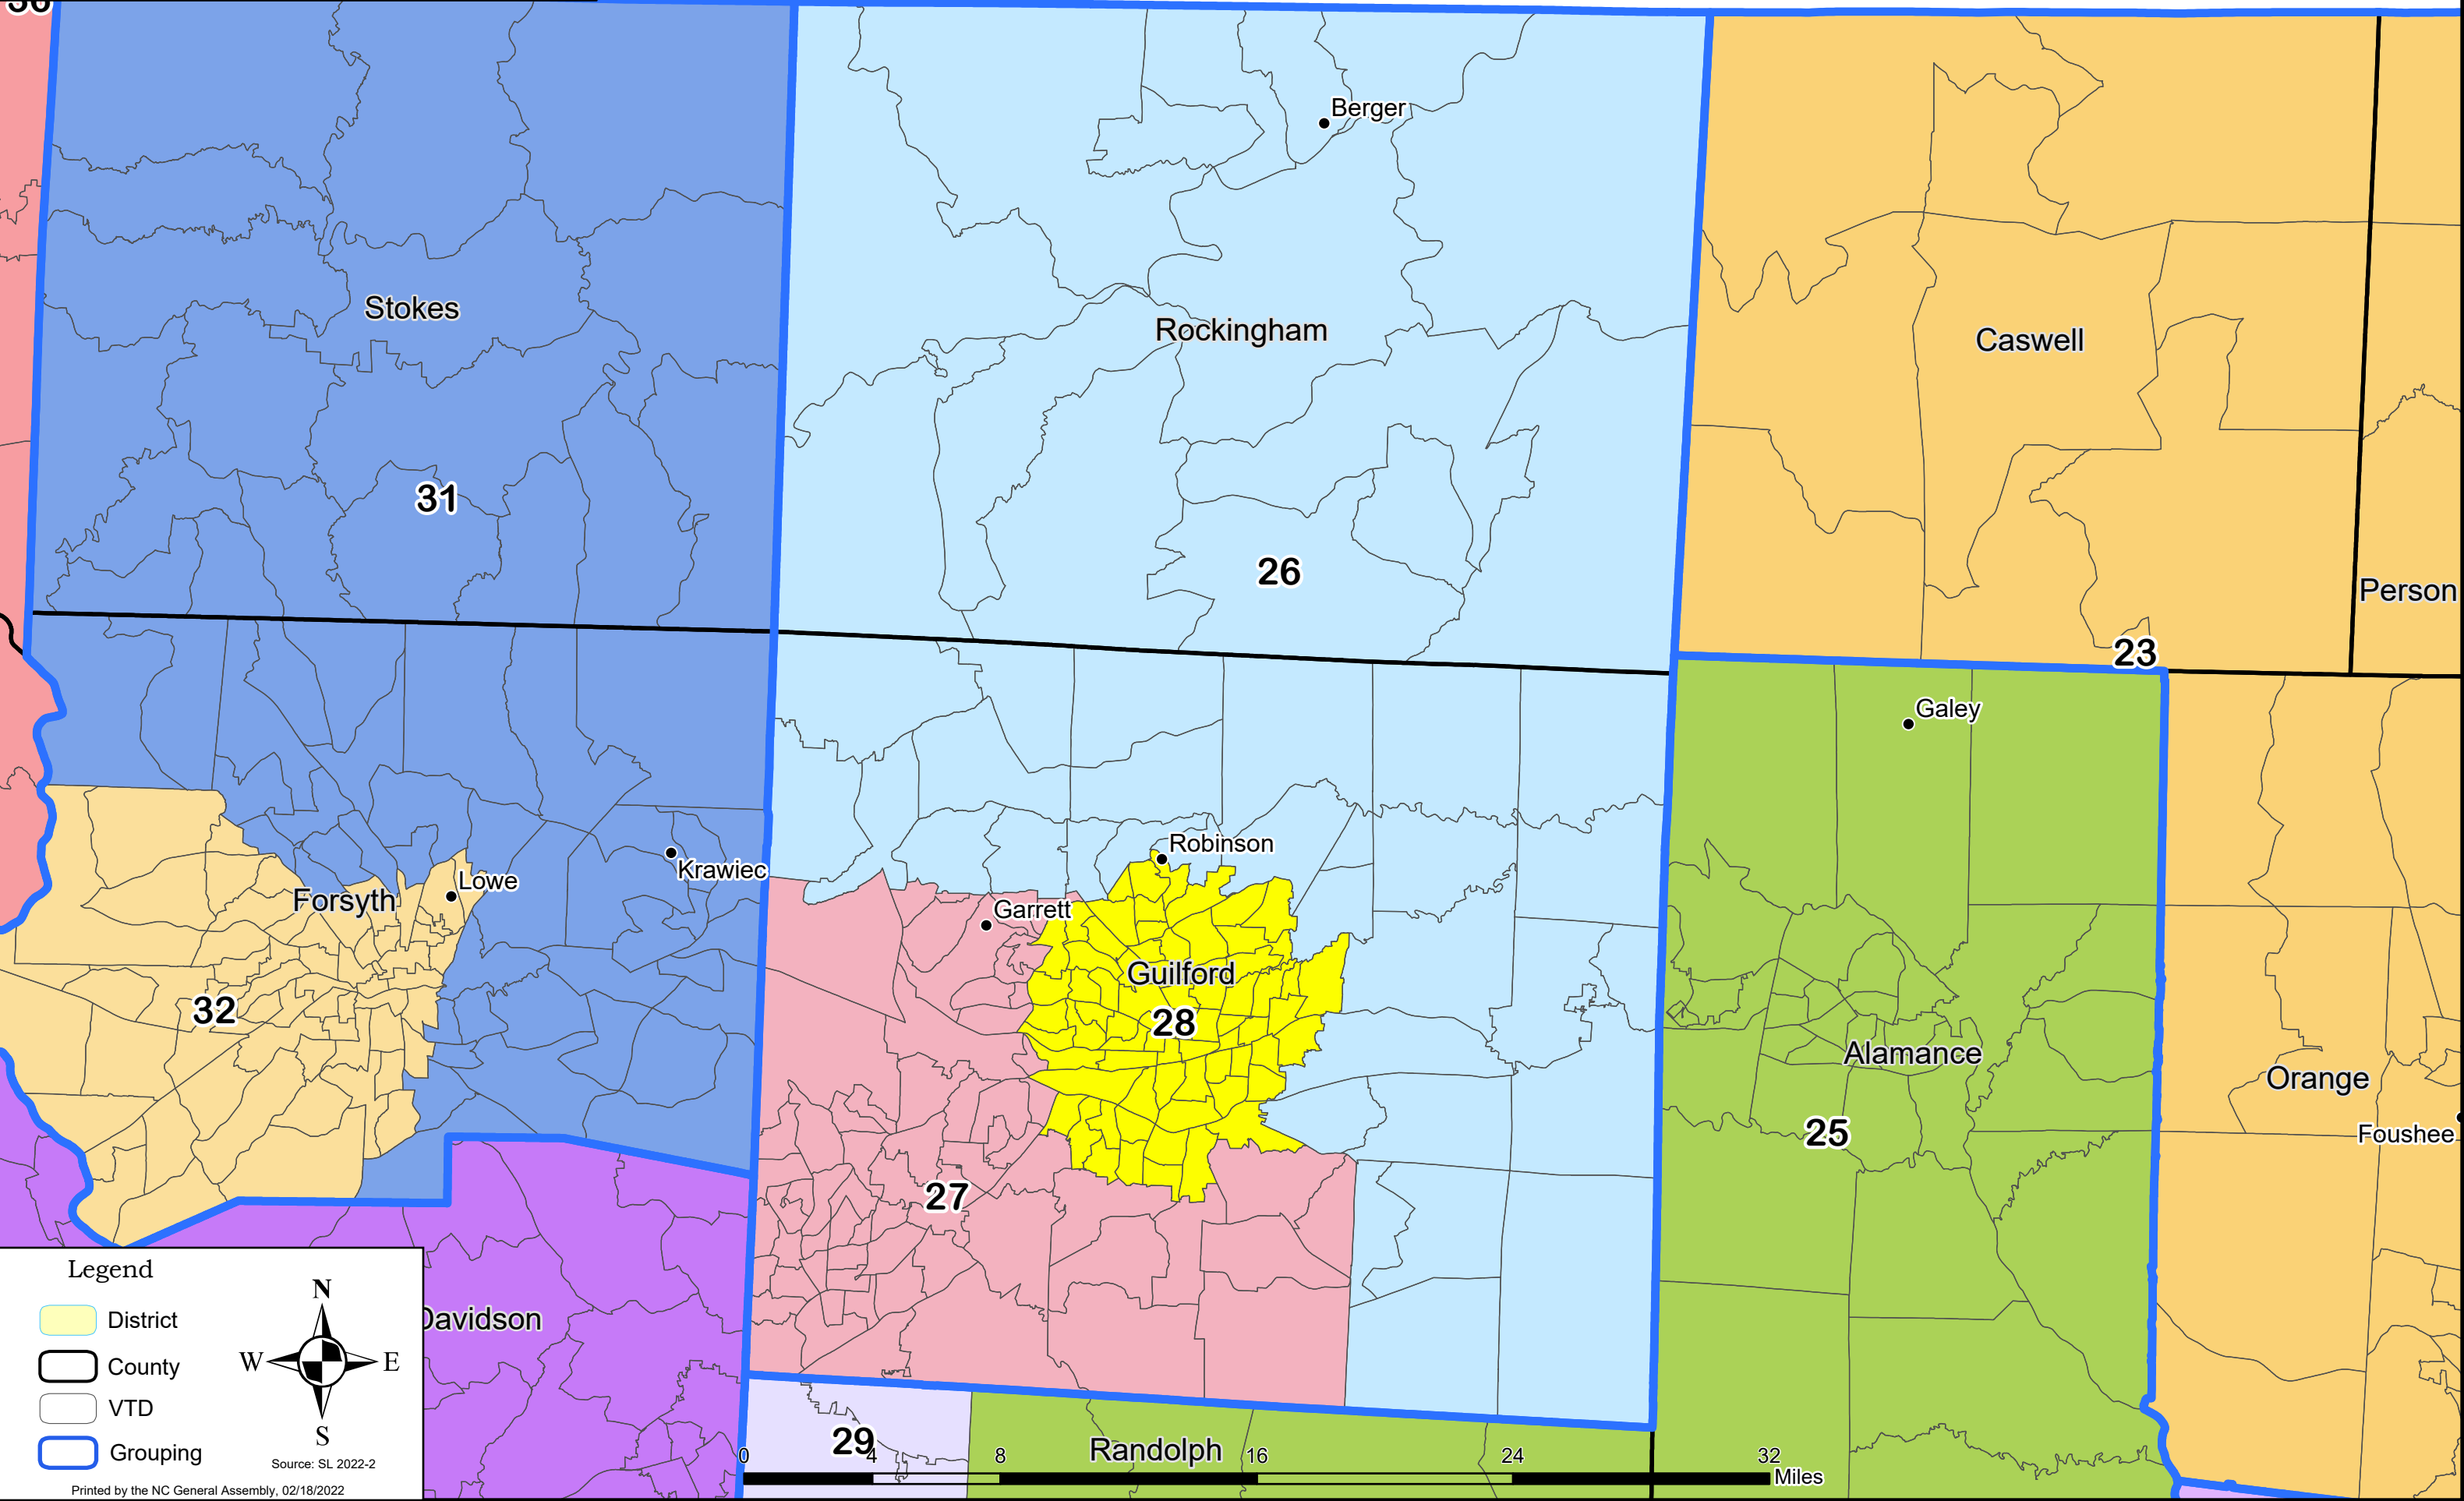 36
Berger
Stokes
Rockingham
Caswell
31
26
Person
23
Galey
Robinson
Krawiec
Lowe
Forsyth
Garrett
Guilford
32
28
Alamance
Orange
25
Foushee
27
Legend
N
District
W
E
Davidson
County
VTD
S
Grouping
Source: SL 2022-2
Printed by the NC General Assembly, 02/18/2022
29
Randolph
0 4 8 16 24 32
Miles